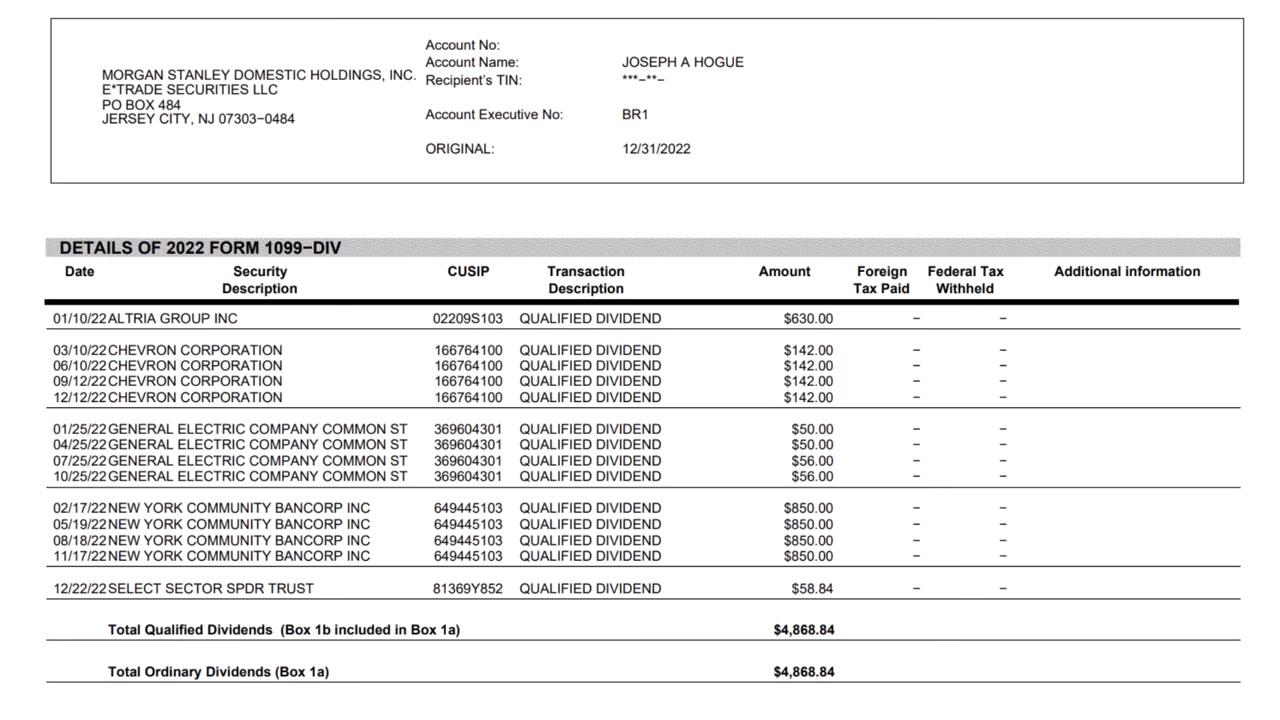 MORGAN STANLEY DOMESTIC HOLDINGS, INC.
E*TRADE SECURITIES LLC
PO BOX 484
JERSEY CITY, NJ 07303−0484
Account No:
Account Name: JOSEPH A HOGUE
Recipient's TIN: ***−**−
Account Executive No: BR1
ORIGINAL: 12/31/2022
DETAILS OF 2022 FORM 1099−DIV
Date Security Description CUSIP Transaction Description Amount Foreign Tax Paid Federal Tax Withheld Additional information
01/10/22 ALTRIA GROUP INC 02209S103 QUALIFIED DIVIDEND $630.00 − −
03/10/22 CHEVRON CORPORATION 166764100 QUALIFIED DIVIDEND $142.00 − −
06/10/22 CHEVRON CORPORATION 166764100 QUALIFIED DIVIDEND $142.00 − −
09/12/22 CHEVRON CORPORATION 166764100 QUALIFIED DIVIDEND $142.00 − −
12/12/22 CHEVRON CORPORATION 166764100 QUALIFIED DIVIDEND $142.00 − −
01/25/22 GENERAL ELECTRIC COMPANY COMMON ST 369604301 QUALIFIED DIVIDEND $50.00 − −
04/25/22 GENERAL ELECTRIC COMPANY COMMON ST 369604301 QUALIFIED DIVIDEND $50.00 − −
07/25/22 GENERAL ELECTRIC COMPANY COMMON ST 369604301 QUALIFIED DIVIDEND $56.00 − −
10/25/22 GENERAL ELECTRIC COMPANY COMMON ST 369604301 QUALIFIED DIVIDEND $56.00 − −
02/17/22 NEW YORK COMMUNITY BANCORP INC 649445103 QUALIFIED DIVIDEND $850.00 − −
05/19/22 NEW YORK COMMUNITY BANCORP INC 649445103 QUALIFIED DIVIDEND $850.00 − −
08/18/22 NEW YORK COMMUNITY BANCORP INC 649445103 QUALIFIED DIVIDEND $850.00 − −
11/17/22 NEW YORK COMMUNITY BANCORP INC 649445103 QUALIFIED DIVIDEND $850.00 − −
12/22/22 SELECT SECTOR SPDR TRUST 81369Y852 QUALIFIED DIVIDEND $58.84 − −
Total Qualified Dividends (Box 1b included in Box 1a) $4,868.84
Total Ordinary Dividends (Box 1a) $4,868.84